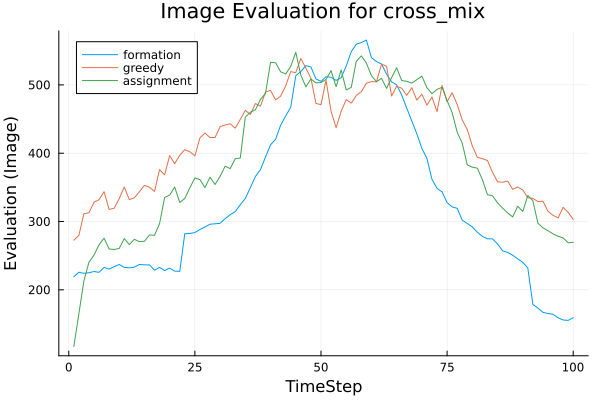 Image Evaluation for cross_mix
formation
greedy
assignment
Evaluation (Image)
500
400
300
200
0
25
50
75
100
TimeStep